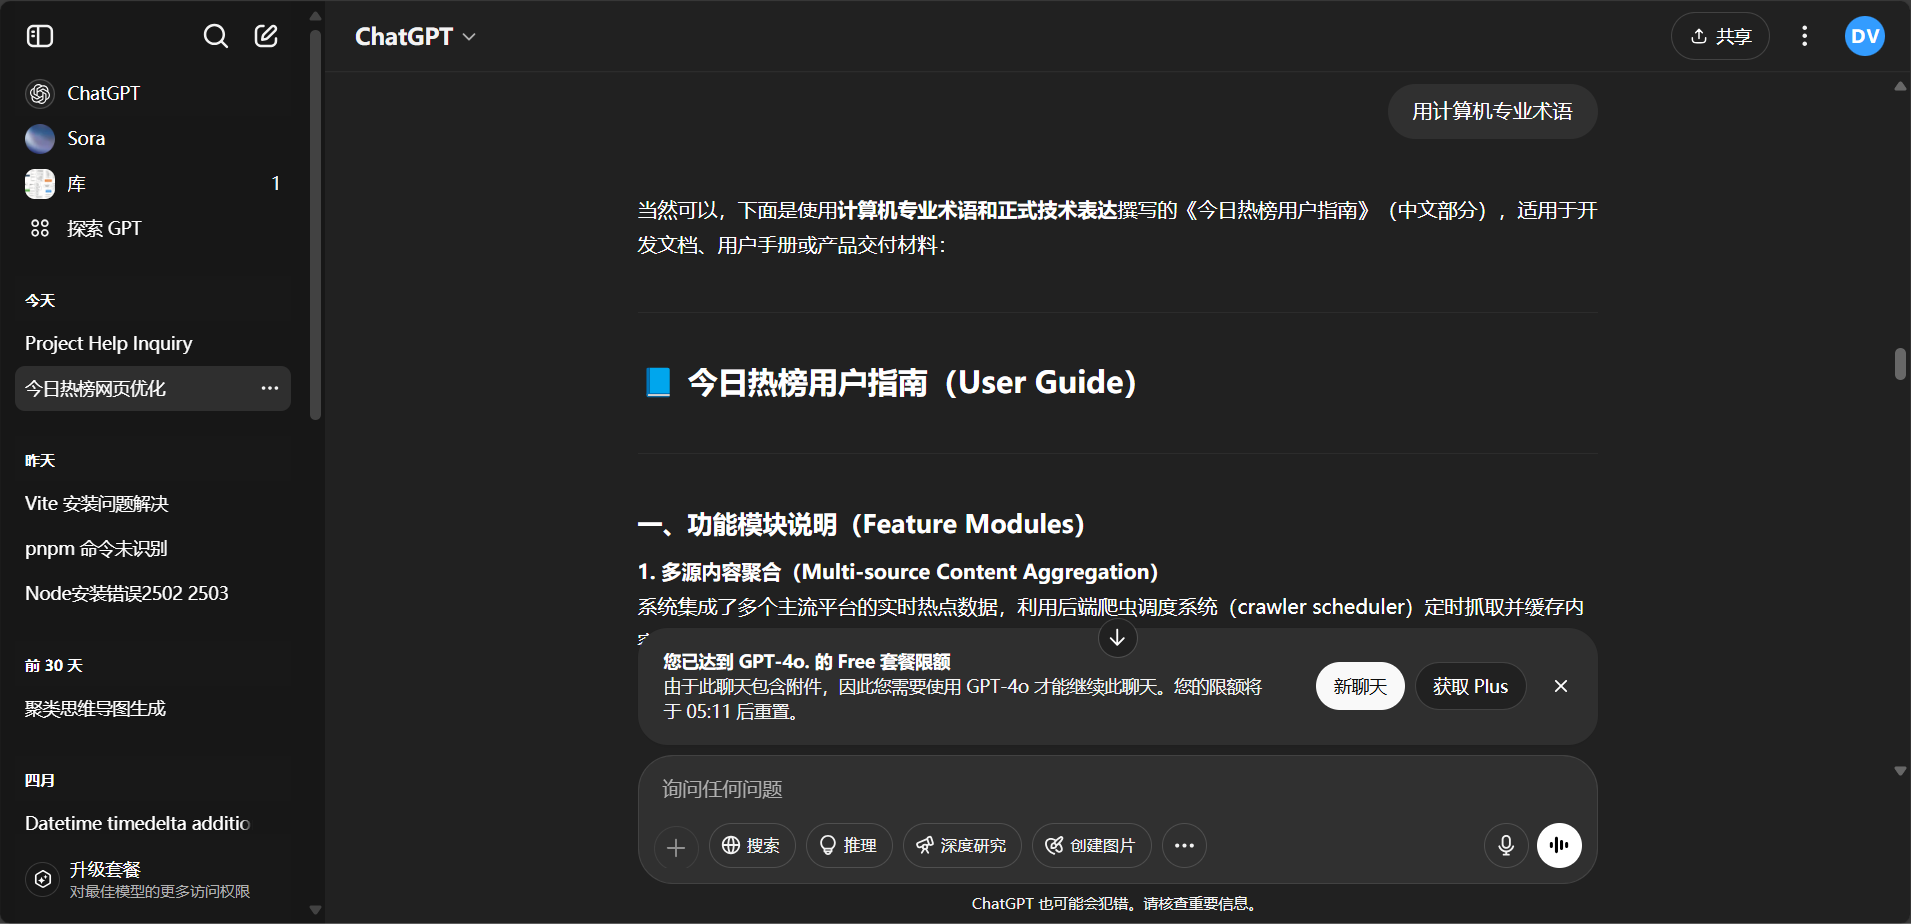 ChatGPT
Sora
库 1
探索 GPT
今天
Project Help Inquiry
今日热榜网页优化
昨天
Vite 安装问题解决
pnpm 命令未识别
Node安装错误2502 2503
前 30 天
聚类思维导图生成
四月
Datetime timedelta additio
升级套餐
对最佳模型的更多访问权限
ChatGPT
共享
DV
用计算机专业术语
当然可以，下面是使用计算机专业术语和正式技术表达撰写的《今日热榜用户指南》（中文部分），适用于开
发文档、用户手册或产品交付材料：
今日热榜用户指南（User Guide）
一、功能模块说明（Feature Modules）
1. 多源内容聚合（Multi-source Content Aggregation）
系统集成了多个主流平台的实时热点数据，利用后端爬虫调度系统（crawler scheduler）定时抓取并缓存内
您已达到 GPT-4o. 的 Free 套餐限额
由于此聊天包含附件，因此您需要使用 GPT-4o 才能继续此聊天。您的限额将
于 05:11 后重置。
新聊天
获取 Plus
询问任何问题
搜索
推理
深度研究
创建图片
ChatGPT 也可能会犯错。请核查重要信息。